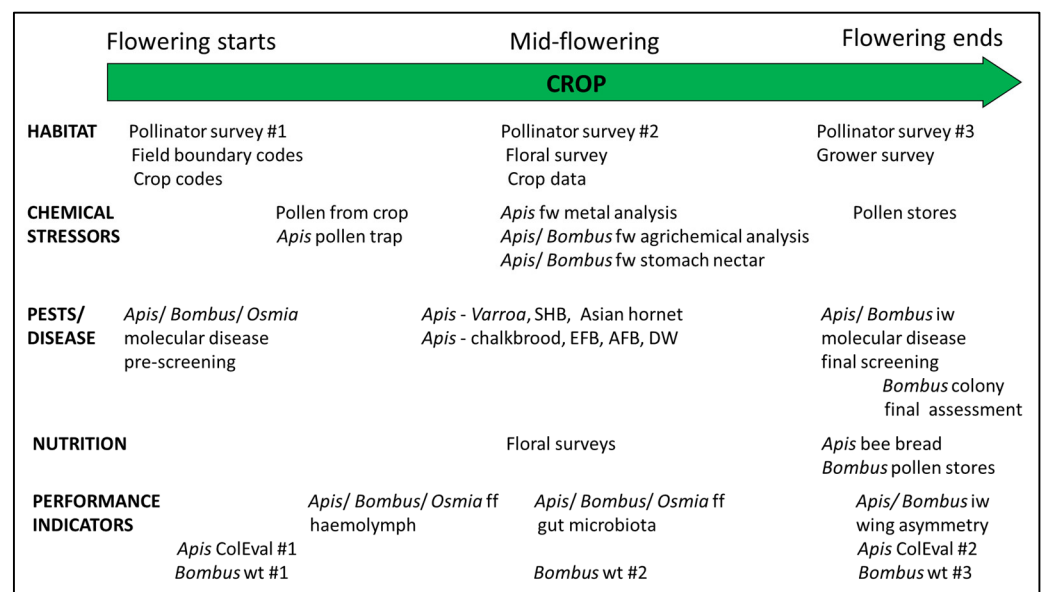 Flowering starts Mid-flowering Flowering ends
CROP
HABITAT Pollinator survey #1 Pollinator survey #2 Pollinator survey #3
Field boundary codes Floral survey Grower survey
Crop codes Crop data
CHEMICAL Pollen from crop Apis fw metal analysis Pollen stores
STRESSORS Apis pollen trap Apis/ Bombus fw agrichemical analysis
Apis/ Bombus fw stomach nectar
PESTS/ Apis/ Bombus/ Osmia Apis - Varroa, SHB, Asian hornet Apis/ Bombus iw
DISEASE molecular disease Apis - chalkbrood, EFB, AFB, DW molecular disease
pre-screening final screening
Bombus colony
final assessment
NUTRITION Floral surveys Apis bee bread
Bombus pollen stores
PERFORMANCE Apis/ Bombus/ Osmia ff Apis/ Bombus/ Osmia ff Apis/ Bombus iw
INDICATORS haemolymph gut microbiota wing asymmetry
Apis ColEval #1 Apis ColEval #2
Bombus wt #1 Bombus wt #2 Bombus wt #3